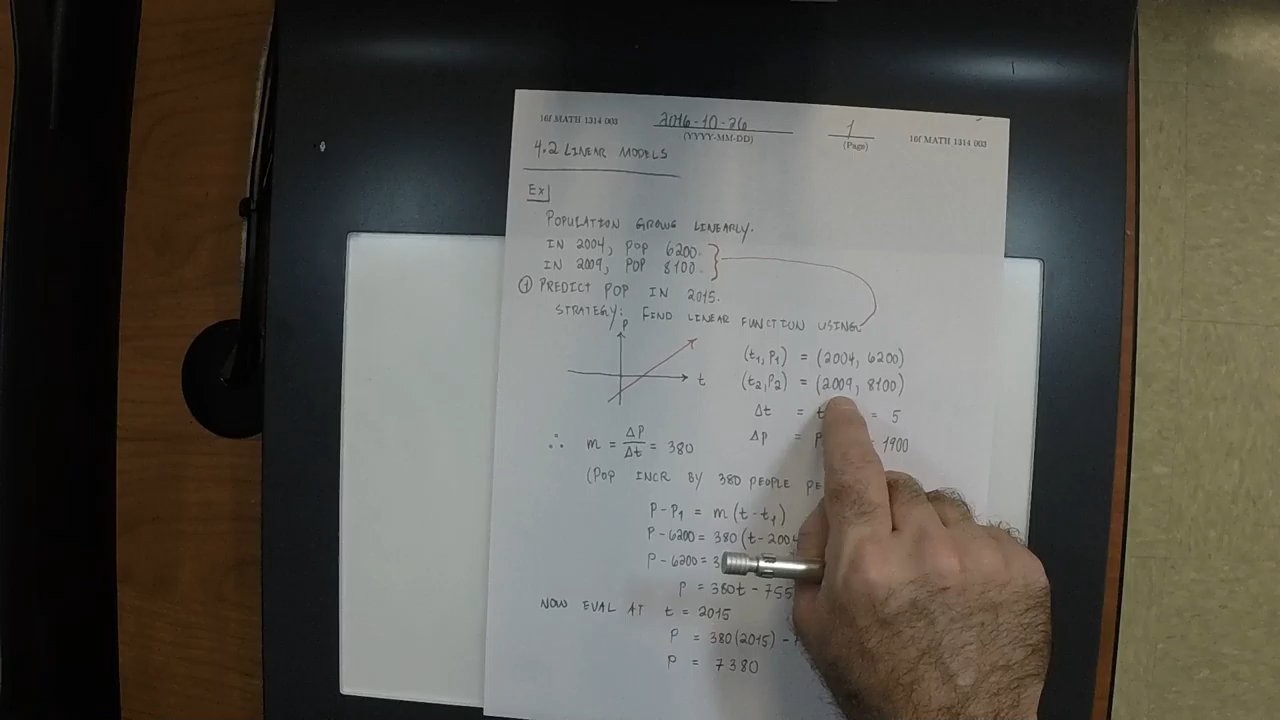 16f MATH 1314 003 2016-10-26 1 16f MATH 1314 003
(YYYY-MM-DD) (Page)
4.2 LINEAR MODELS
Ex
POPULATION GROWS LINEARLY.
IN 2004, POP 6200.
IN 2009, POP 8100.
① PREDICT POP IN 2015.
STRATEGY: FIND LINEAR FUNCTION USING
P
t
(t₁, P₁) = (2004, 6200)
(t₂, P₂) = (2009, 8100)
Δt = t = 5
ΔP = P = 1900
∴ m = ΔP/Δt = 380
(POP INCR BY 380 PEOPLE
P - P₁ = m (t - t₁)
P - 6200 = 380 (t - 2004
P - 6200 = 3
P = 380t - 755
NOW EVAL AT t = 2015
P = 380(2015) -
P = 7380